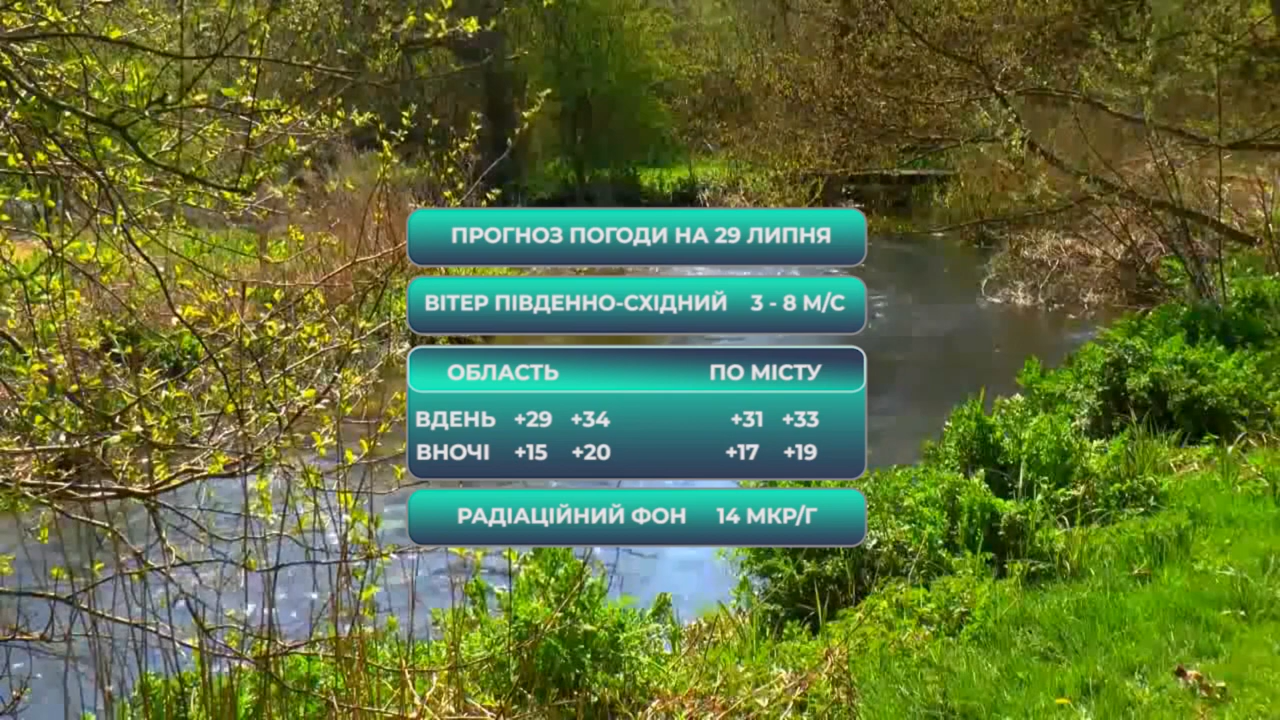 ПРОГНОЗ ПОГОДИ НА 29 ЛИПНЯ
ВІТЕР ПІВДЕННО-СХІДНИЙ 3 - 8 М/С
ОБЛАСТЬ ПО МІСТУ
ВДЕНЬ +29 +34 +31 +33
ВНОЧІ +15 +20 +17 +19
РАДІАЦІЙНИЙ ФОН 14 МКР/Г